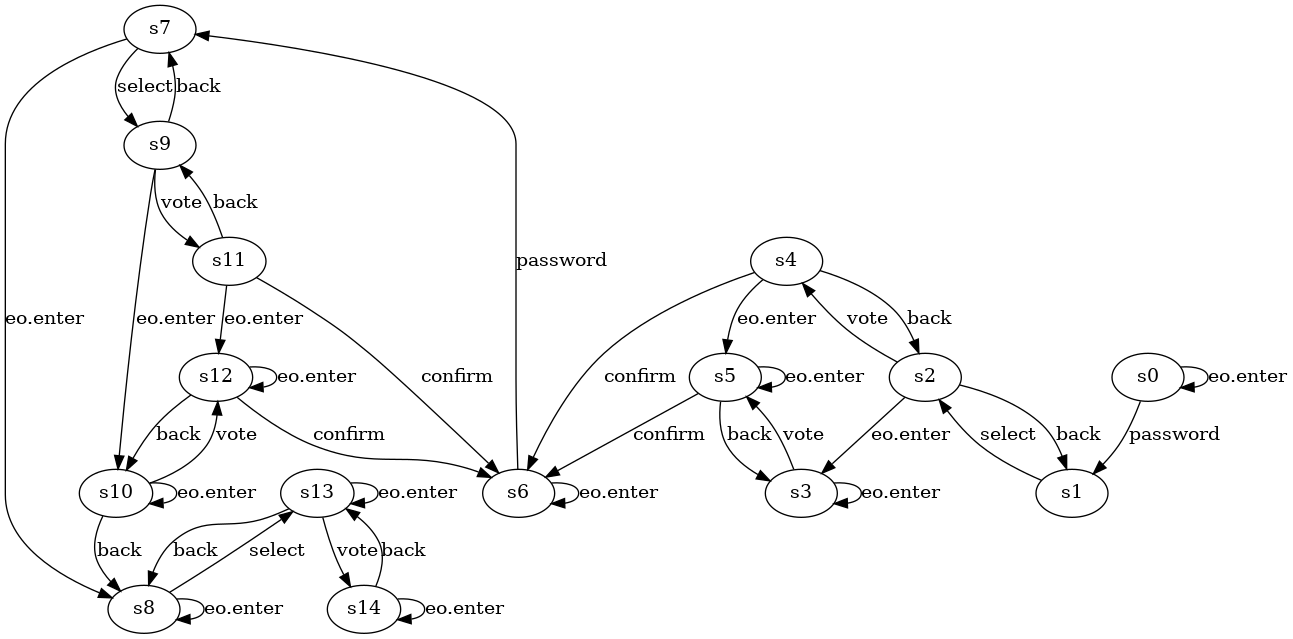 s7
select back
s9
vote back
s11
s4
password
eo.enter
eo.enter
eo.enter
eo.enter
vote
back
s12
eo.enter
confirm
confirm
s5
eo.enter
s2
s0
eo.enter
back
vote
confirm
confirm
back
vote
eo.enter
select
back
password
s10
eo.enter
s13
eo.enter
s6
eo.enter
s3
eo.enter
s1
back
back
select
vote
back
s8
eo.enter
s14
eo.enter